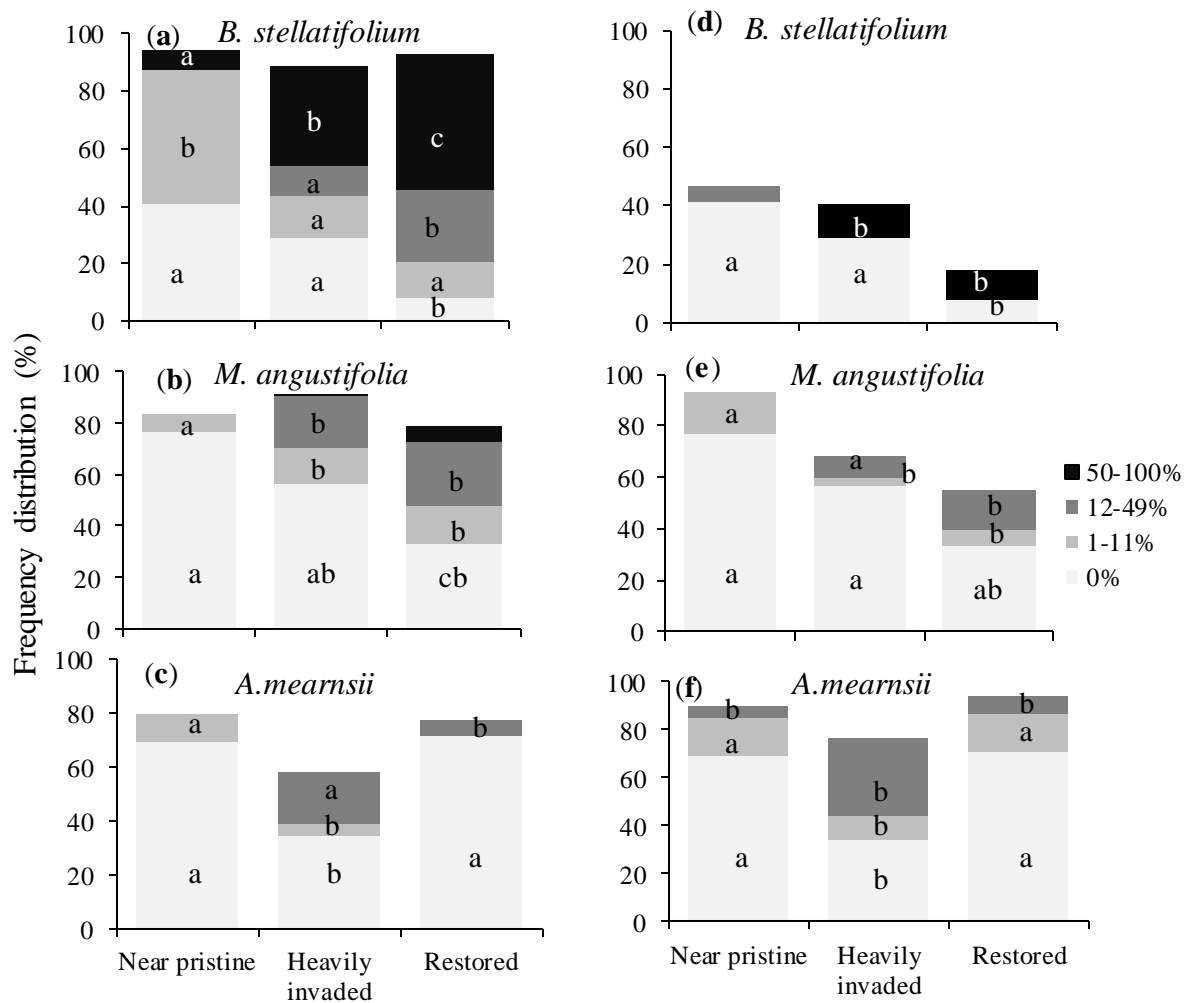 Frequency distribution (%)
(a) B. stellatifolium
100
80
60
40
20
0
a
b
a
b
a
a
a
c
b
a
b
(d) B. stellatifolium
100
80
60
40
20
0
a
b
a
b
b
(b) M. angustifolia
100
80
60
40
20
0
a
a
b
b
ab
b
b
cb
(e) M. angustifolia
100
80
60
40
20
0
a
a
a
b
a
b
b
ab
50-100%
12-49%
1-11%
0%
(c) A.mearnsii
100
80
60
40
20
0
a
a
a
b
b
b
a
Near pristine
Heavily
invaded
Restored
(f) A.mearnsii
100
80
60
40
20
0
b
a
a
b
b
b
b
a
a
Near pristine
Heavily
invaded
Restored